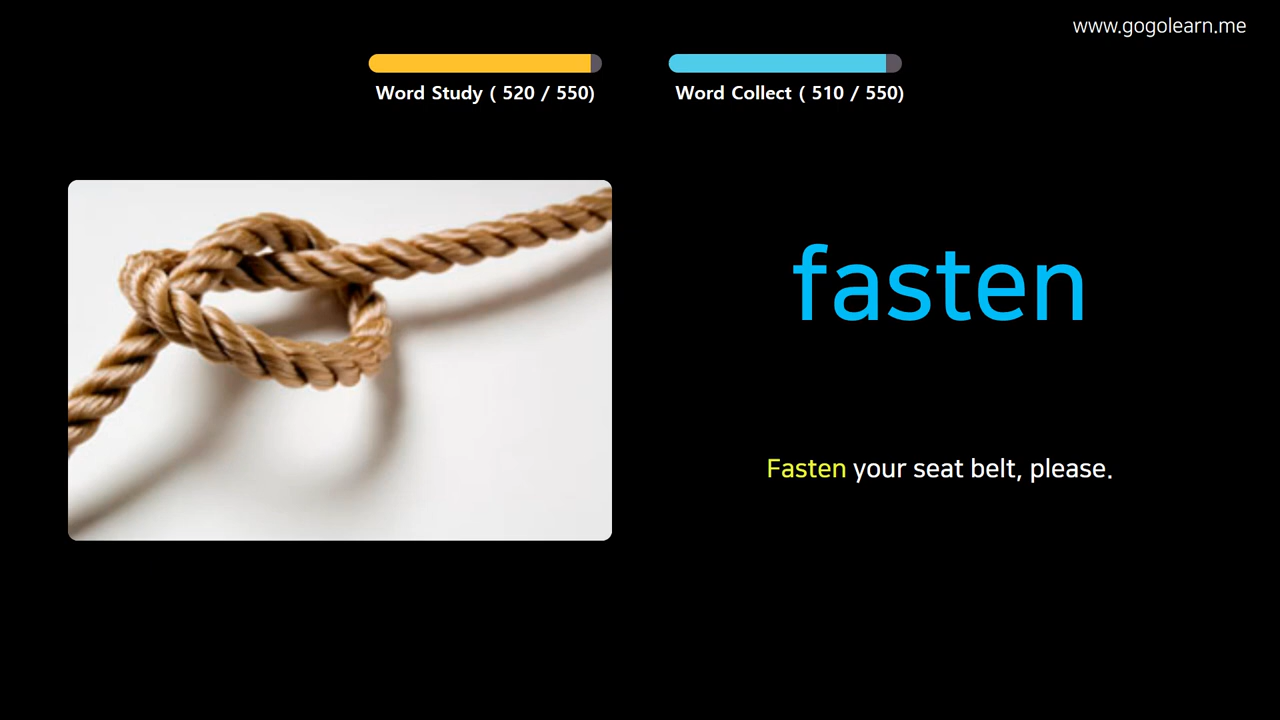 www.gogolearn.me
Word Study ( 520 / 550)
Word Collect ( 510 / 550)
fasten
Fasten your seat belt, please.